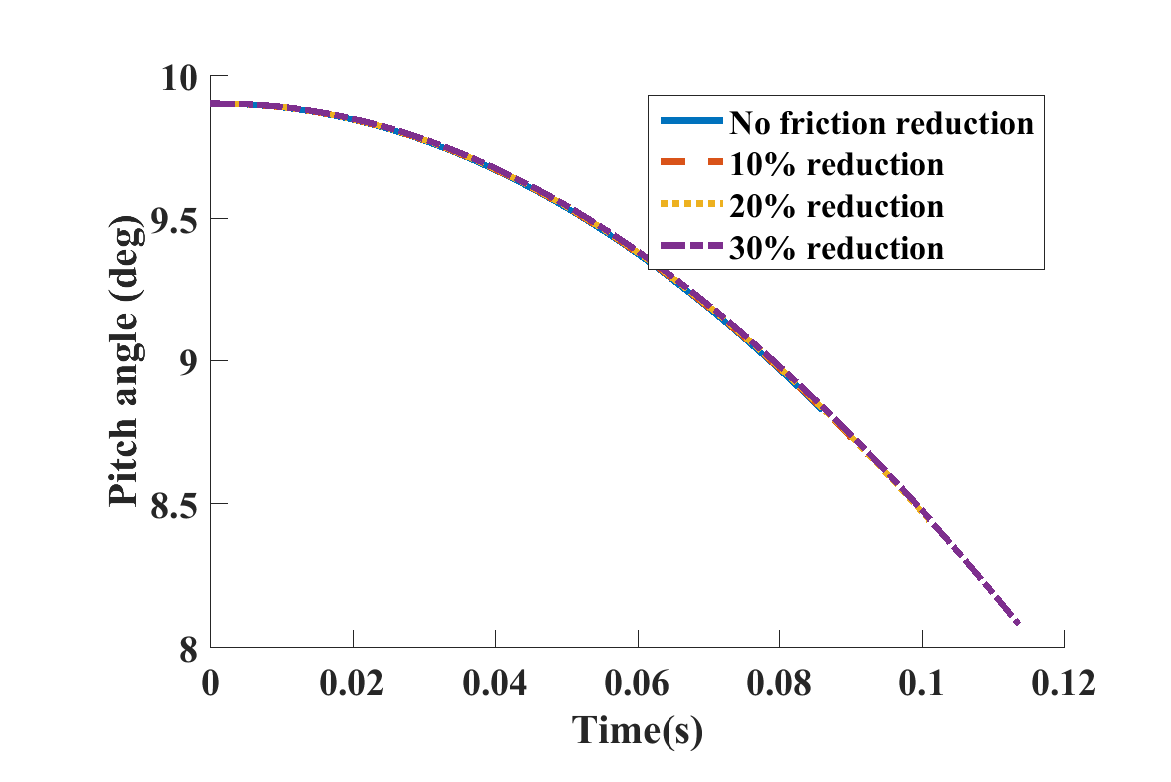 10
9.5
9
8.5
8
Pitch angle (deg)
No friction reduction
10% reduction
20% reduction
30% reduction
0 0.02 0.04 0.06 0.08 0.1 0.12
Time(s)